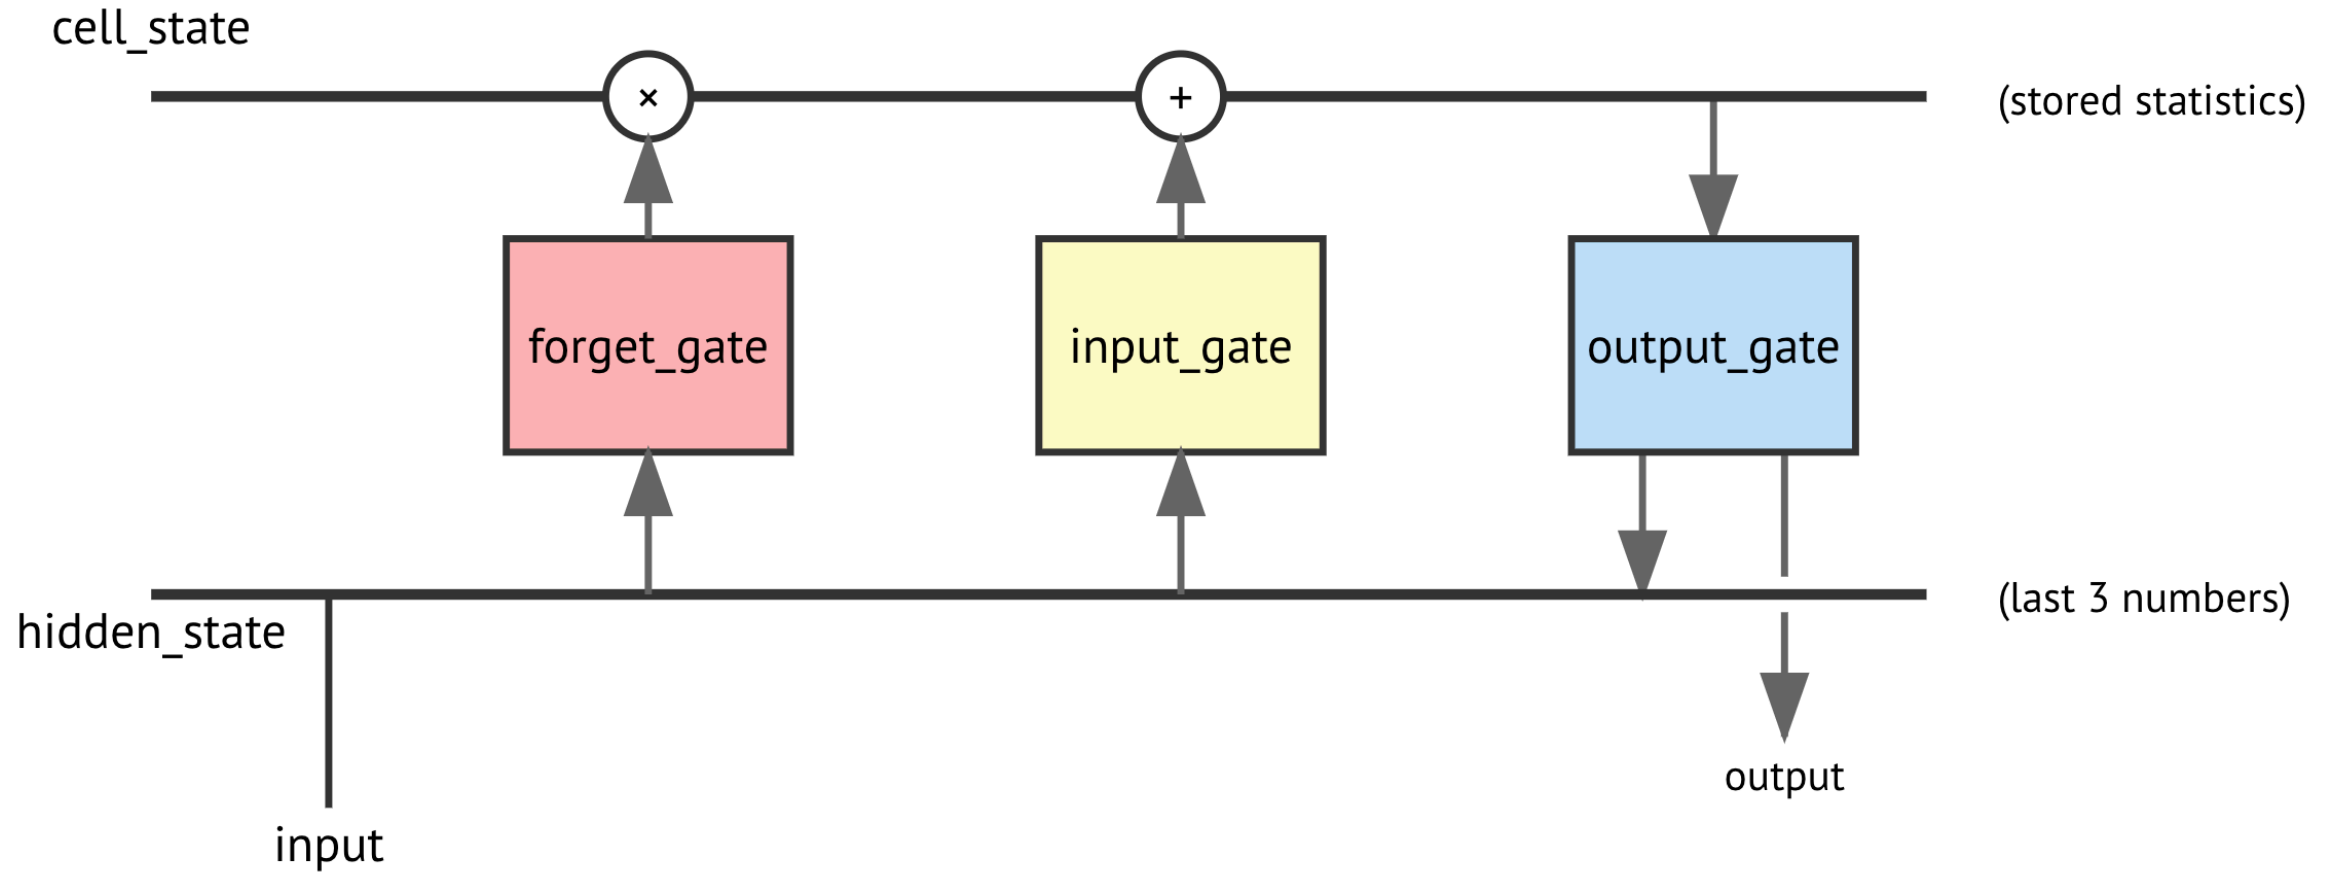 cell_state
×
+
(stored statistics)
forget_gate
input_gate
output_gate
(last 3 numbers)
hidden_state
output
input